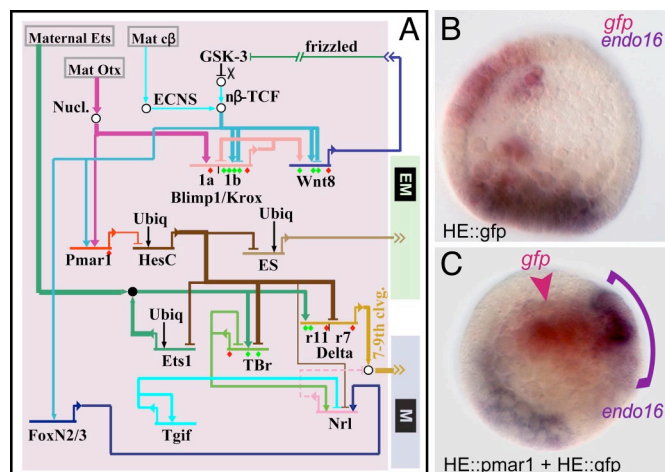 A
Maternal Ets
Mat cβ
GSK-3
frizzled
χ
Mat Otx
ECNS
nβ-TCF
Nucl.
1a
1b
Wnt8
Blimp1/Krox
EM
Ubiq
Ubiq
Pmar1
HesC
ES
7-9th clvg.
Ubiq
r11
r7
Ets1
TBr
Delta
M
FoxN2/3
Tgif
Nrl
B
gfp
endo16
HE::gfp
C
gfp
endo16
HE::pmar1 + HE::gfp